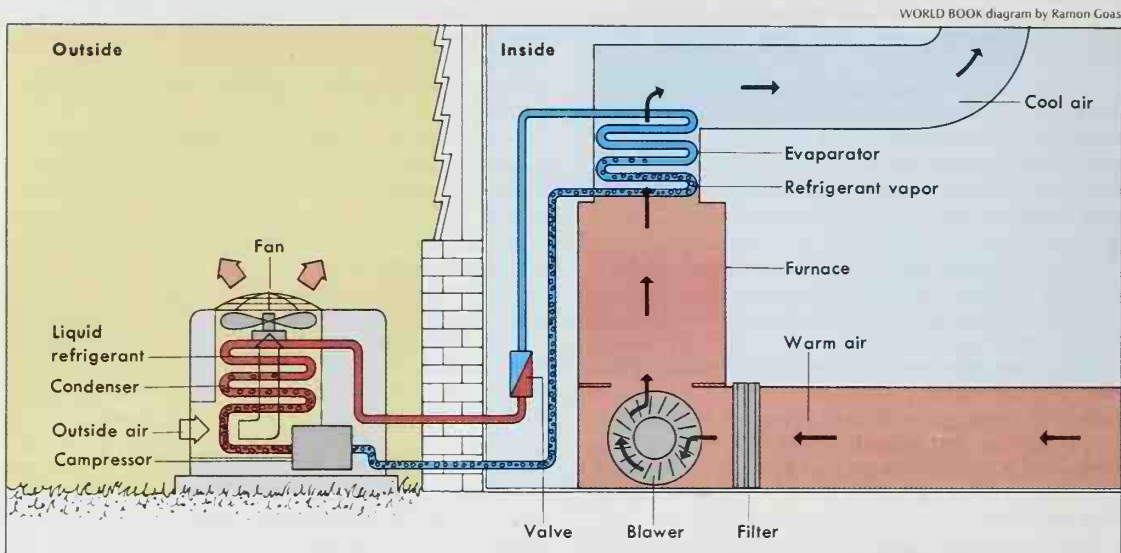 WORLD BOOK diagram by Ramon Goas
Outside
Inside
Cool air
Evaporator
Refrigerant vapor
Fan
Furnace
Liquid
refrigerant
Warm air
Condenser
Outside air
Campressor
Valve
Blawer
Filter